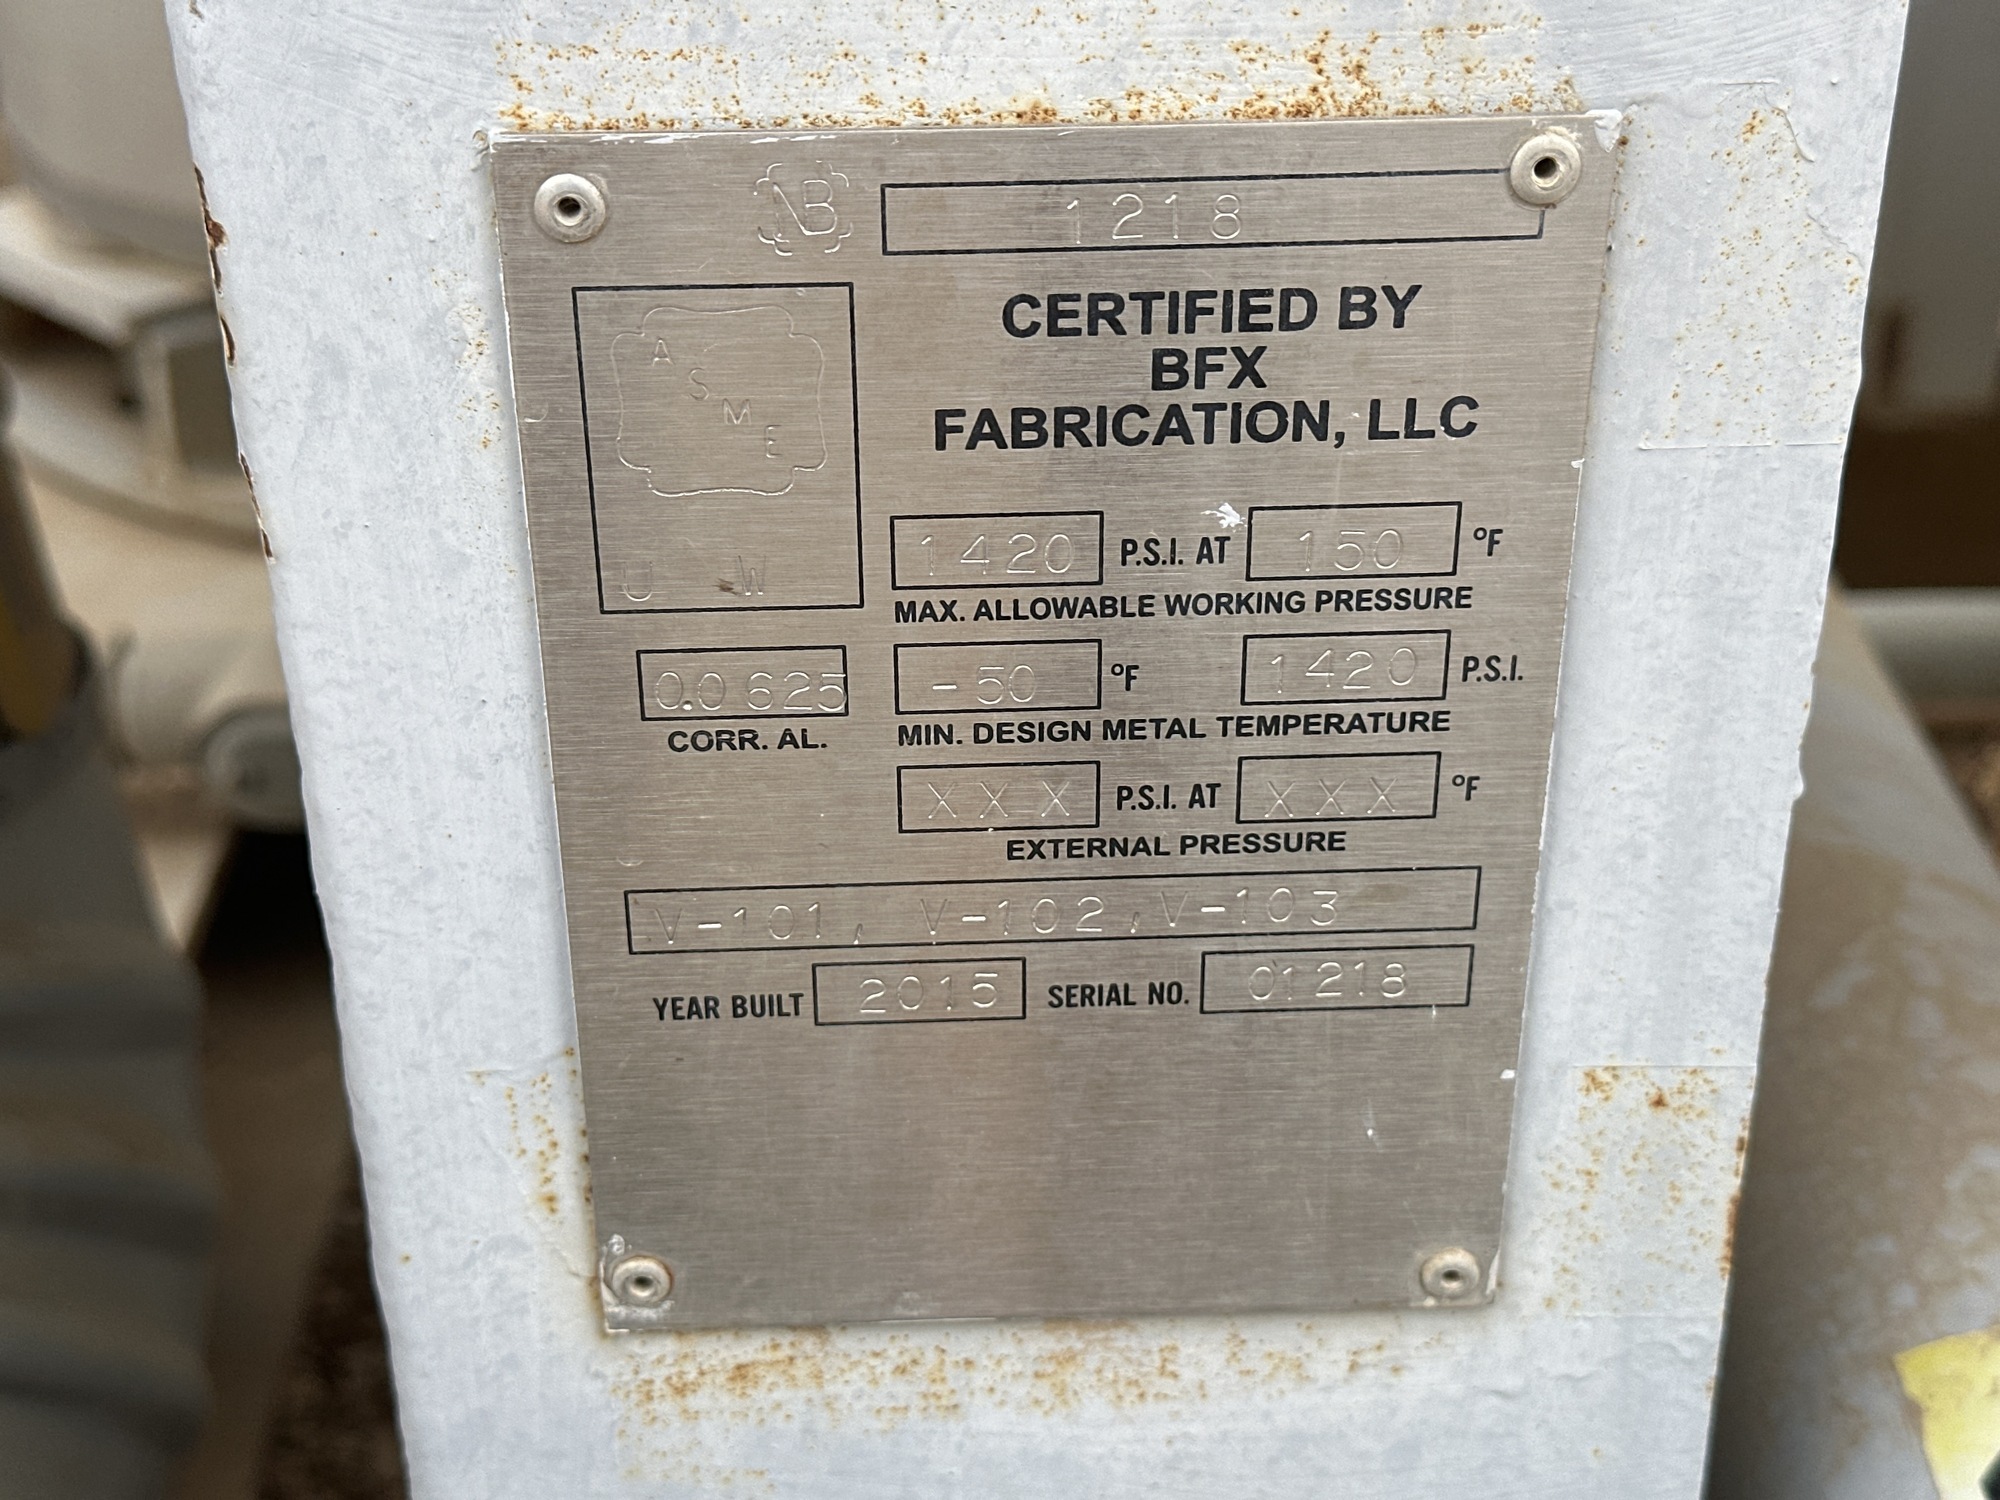 NB 1218
CERTIFIED BY
BFX
FABRICATION, LLC
A
S
M
E
U W
1420 P.S.I. AT 150 °F
MAX. ALLOWABLE WORKING PRESSURE
0.0625 -50 °F 1420 P.S.I.
CORR. AL. MIN. DESIGN METAL TEMPERATURE
XXX P.S.I. AT XXX °F
EXTERNAL PRESSURE
V-101, V-102, V-103
YEAR BUILT 2015 SERIAL NO. 01218